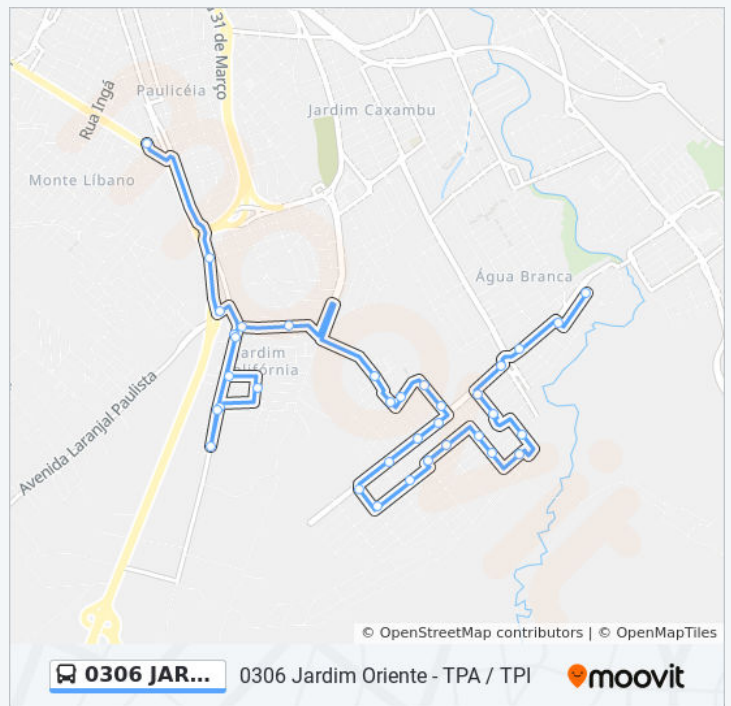 31 de Março
Paulicéia
Rua Ingá
Jardim Caxambu
Monte Líbano
Água Branca
Jardim
alifórnia
Avenida Laranjal Paulista
© OpenStreetMap contributors | © OpenMapTiles
0306 JAR...
0306 Jardim Oriente - TPA / TPI
moovit